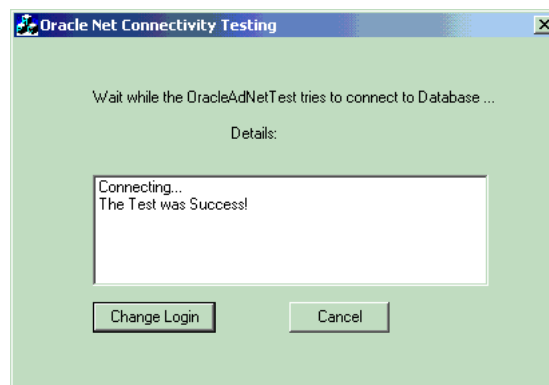 Oracle Net Connectivity Testing
Wait while the OracleAdNetTest tries to connect to Database ...
Details:
Connecting...
The Test was Success!
Change Login
Cancel